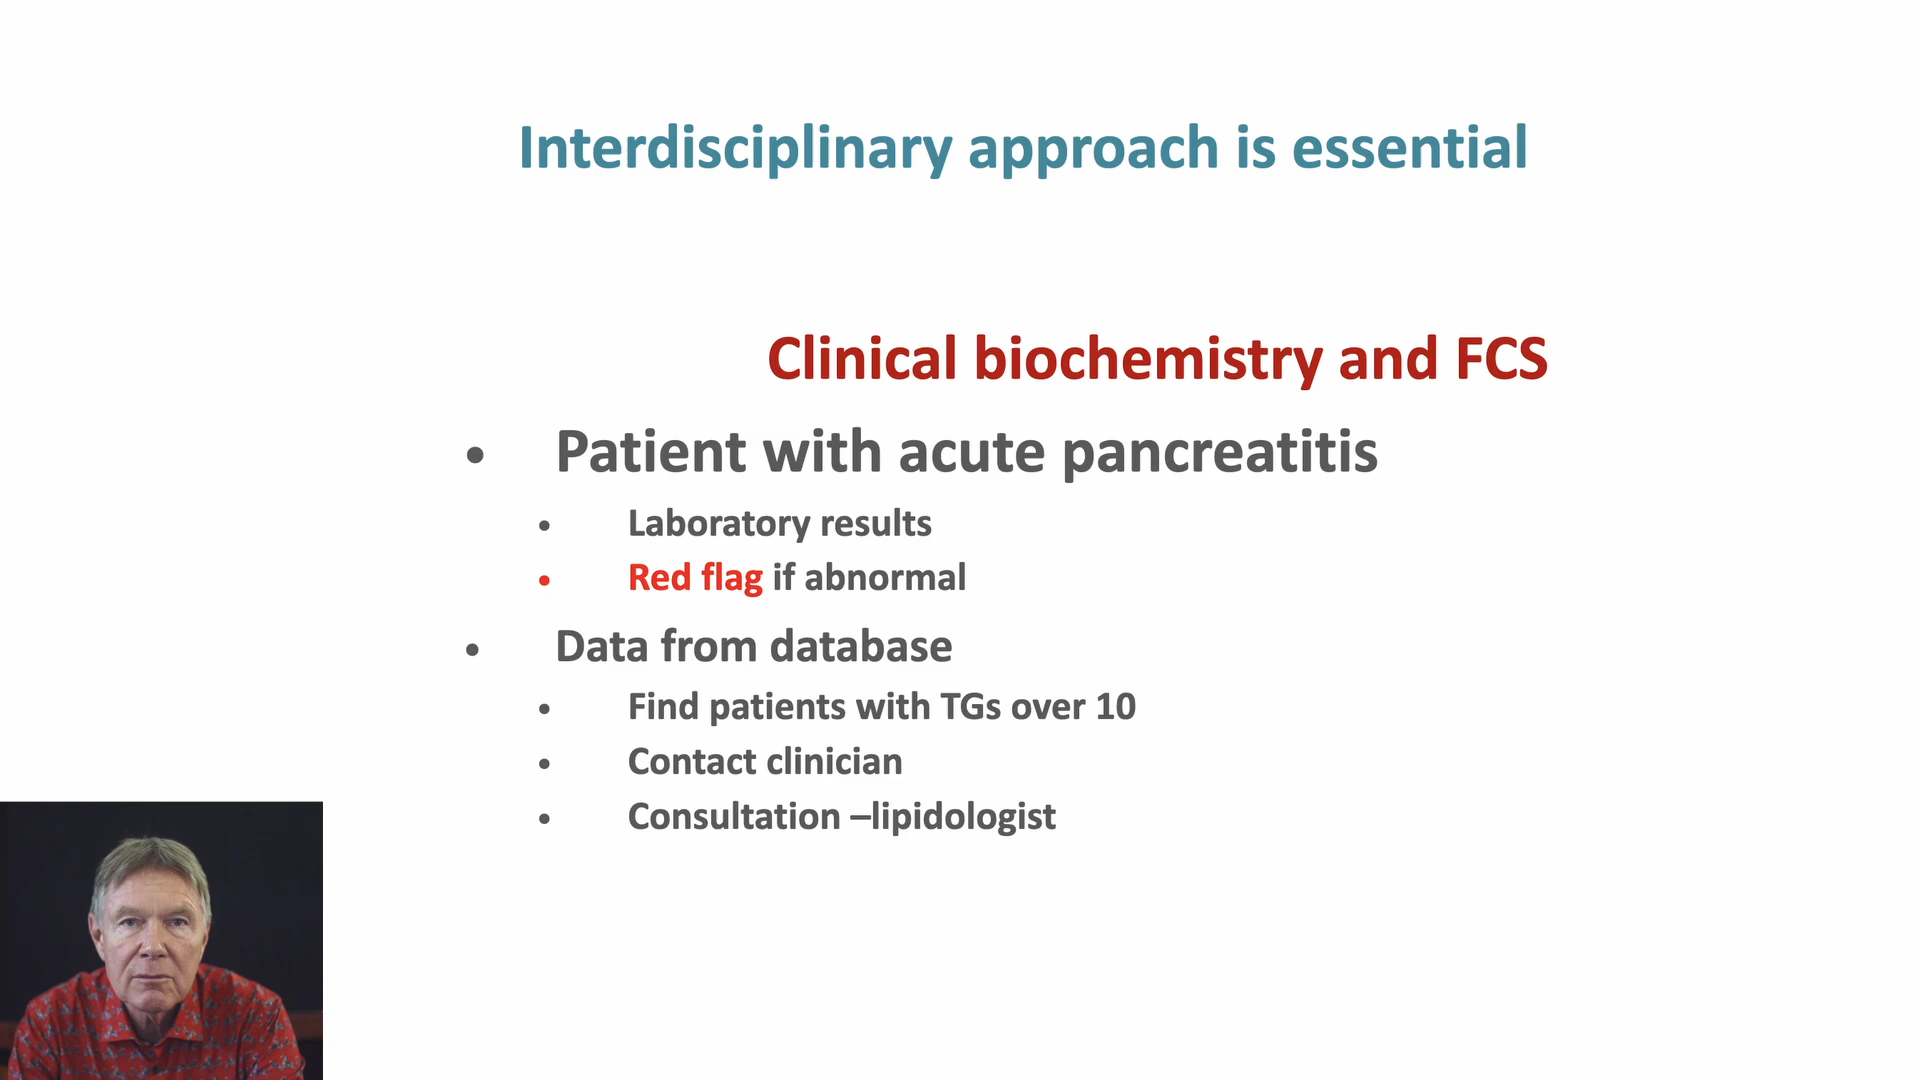 Interdisciplinary approach is essential
Clinical biochemistry and FCS
• Patient with acute pancreatitis
• Laboratory results
• Red flag if abnormal
• Data from database
• Find patients with TGs over 10
• Contact clinician
• Consultation –lipidologist